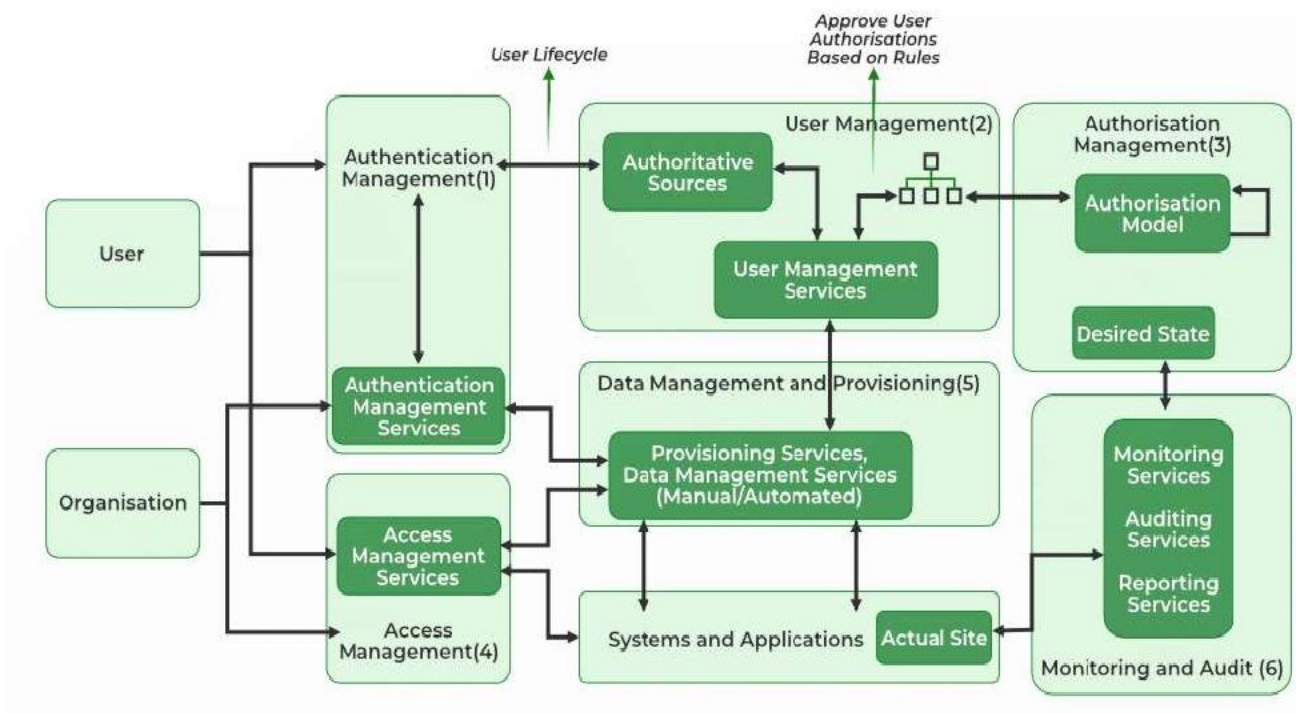 User Lifecycle
Approve User
Authorisations
Based on Rules
User
Organisation
Authentication
Management(1)
Authentication
Management
Services
Access
Management
Services
Access
Management(4)
User Management(2)
Authoritative
Sources
User Management
Services
Data Management and Provisioning(5)
Provisioning Services,
Data Management Services
(Manual/Automated)
Systems and Applications
Actual Site
Authorisation
Management(3)
Authorisation
Model
Desired State
Monitoring
Services
Auditing
Services
Reporting
Services
Monitoring and Audit (6)